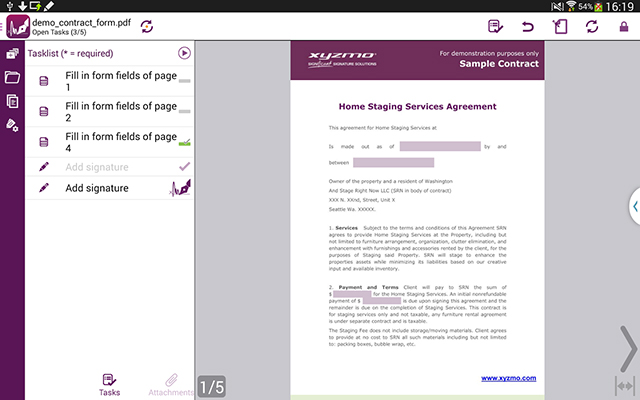 54% 16:19
demo_contract_form.pdf
Open Tasks (3/5)
Tasklist (* = required)
Fill in form fields of page
1
Fill in form fields of page
2
Fill in form fields of page
4
Add signature
Add signature
Tasks
Attachments
1/5
xyzmo
SIGNificant SIGNATURE SOLUTIONS
For demonstration purposes only
Sample Contract
Home Staging Services Agreement
This agreement for Home Staging Services at
Is made out as of by and
between
Owner of the property and a resident of Washington
And Stage Right Now LLC (SRN in body of contract)
XXX N. XXnd, Street, Unit X
Seattle Wa. XXXXX.
1. Services Subject to the terms and conditions of this Agreement SRN
agrees to provide Home Staging Services at the Property, including but
not limited to furniture arrangement, organization, clutter elimination, and
enhancement with furnishings and accessories rented by the client, for the
purposes of Staging said Property. SRN will stage to enhance the
properties assets while minimizing its liabilities based on our creative
input and available inventory.
2. Payment and Terms Client will pay to SRN the sum of
$ for the Home Staging Services. An initial nonrefundable
payment of $ is due upon signing this agreement and the
remainder is due on the completion of Staging Services. This contract is
for staging services only and not taxable, any furniture rental agreement
is under separate contract and is taxable.
The Staging Fee does not include storage/moving materials. Client agrees
to provide at no cost to SRN all such materials including but not limited
to: packing boxes, bubble wrap, etc.
www.xyzmo.com